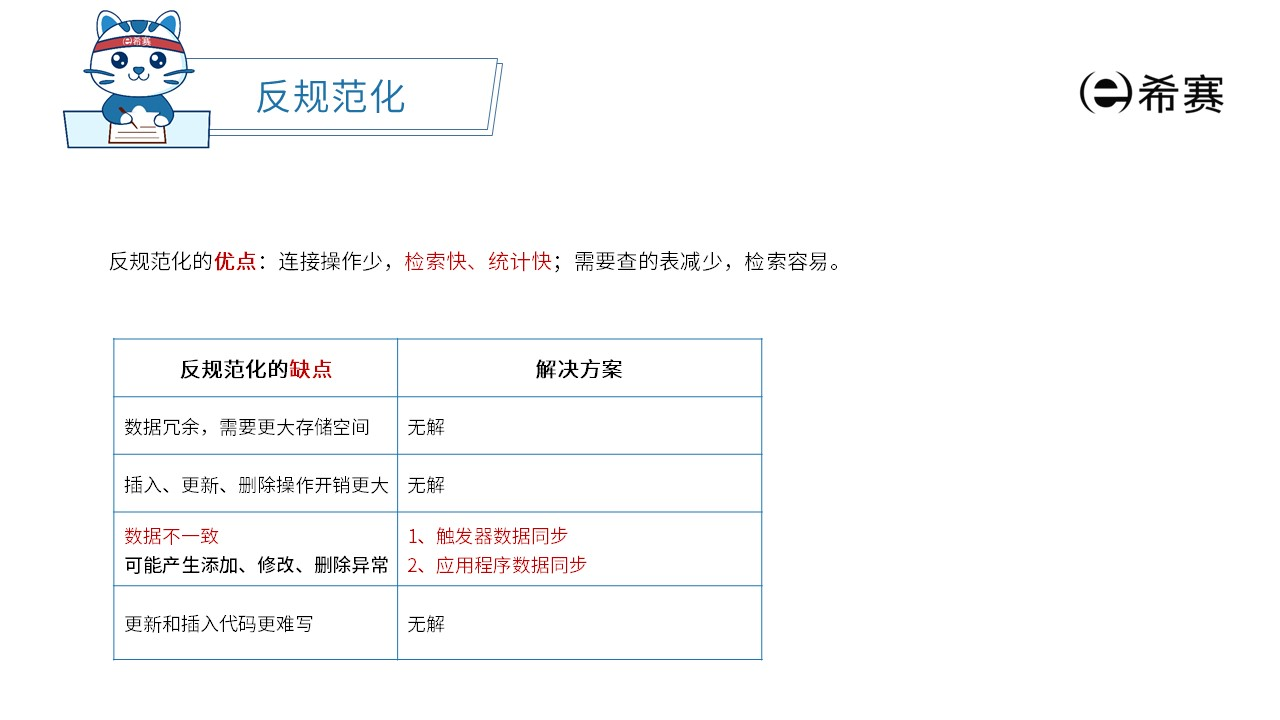 希赛
反规范化
希赛
反规范化的优点：连接操作少，检索快、统计快；需要查的表减少，检索容易。
反规范化的缺点
解决方案
数据冗余，需要更大存储空间
无解
插入、更新、删除操作开销更大
无解
数据不一致
可能产生添加、修改、删除异常
1、触发器数据同步
2、应用程序数据同步
更新和插入代码更难写
无解